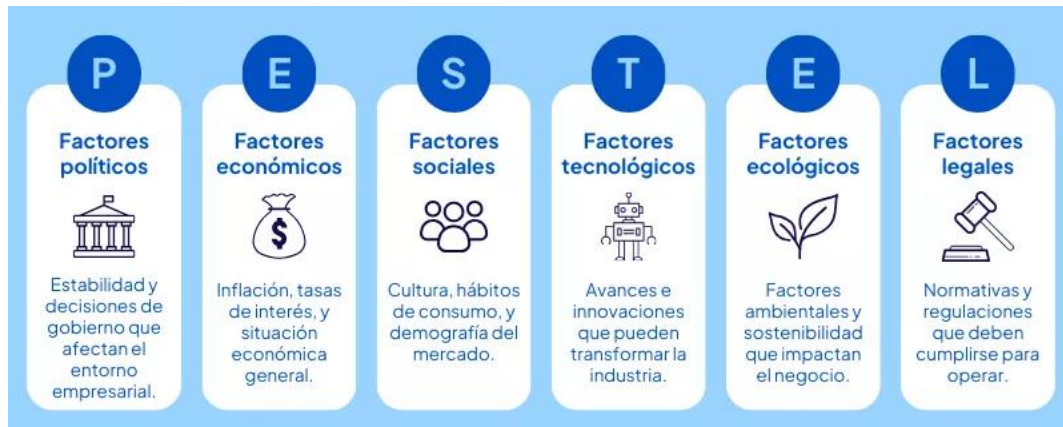 P
Factores
políticos
Estabilidad y
decisiones de
gobierno que
afectan el
entorno
empresarial.
E
Factores
económicos
$
Inflación, tasas
de interés, y
situación
económica
general.
S
Factores
sociales
Cultura, hábitos
de consumo, y
demografía del
mercado.
T
Factores
tecnológicos
Avances e
innovaciones
que pueden
transformar la
industria.
E
Factores
ecológicos
Factores
ambientales y
sostenibilidad
que impactan
el negocio.
L
Factores
legales
Normativas y
regulaciones
que deben
cumplirse para
operar.